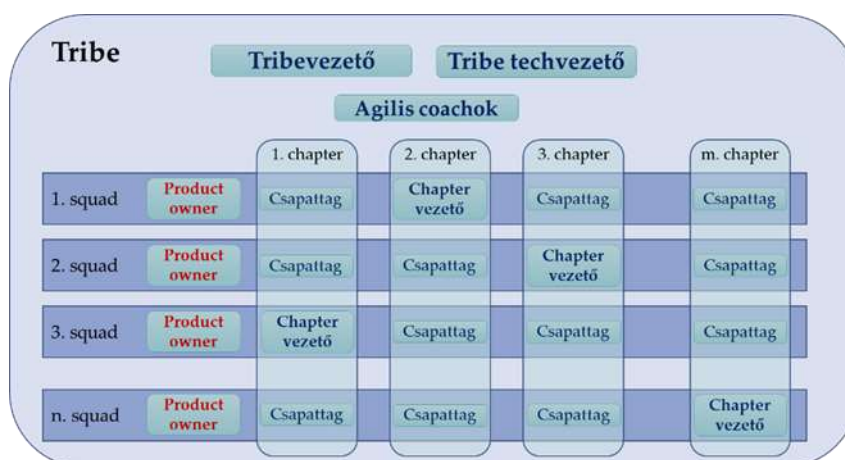 Tribe
Tribevezető
Tribe techvezető
Agilis coachok
1. chapter
2. chapter
3. chapter
m. chapter
1. squad
Product
owner
Csapattag
Chapter
vezető
Csapattag
Csapattag
2. squad
Product
owner
Csapattag
Csapattag
Chapter
vezető
Csapattag
3. squad
Product
owner
Chapter
vezető
Csapattag
Csapattag
Csapattag
n. squad
Product
owner
Csapattag
Csapattag
Csapattag
Chapter
vezető